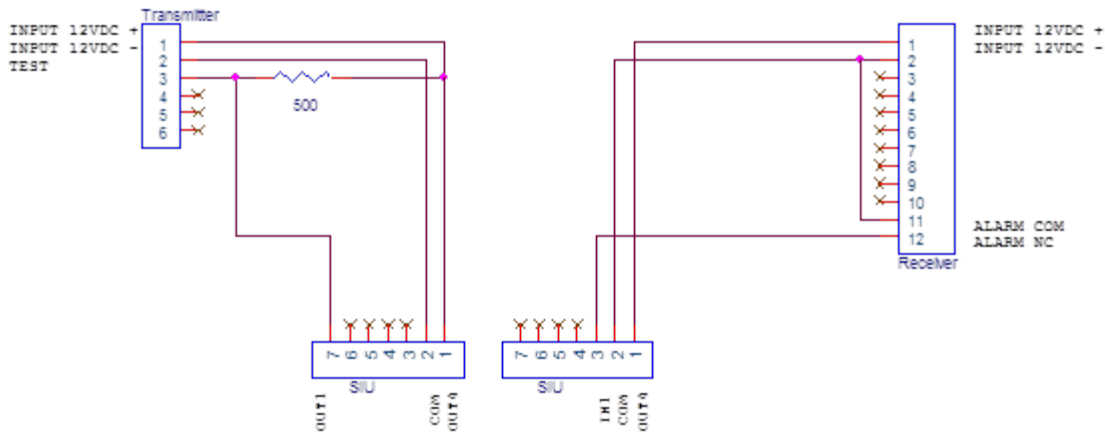 Transmitter
INPUT 12VDC +
INPUT 12VDC -
TEST
1
2
3
4
5
6
500
INPUT 12VDC +
INPUT 12VDC -
1
2
3
4
5
6
7
8
9
10
11
12
ALARM COM
ALARM NC
Receiver
7 6 5 4 3 2 1
SIU
OUT1
COM
OUT4
7 6 5 4 3 2 1
SIU
IN1
COM
OUT4